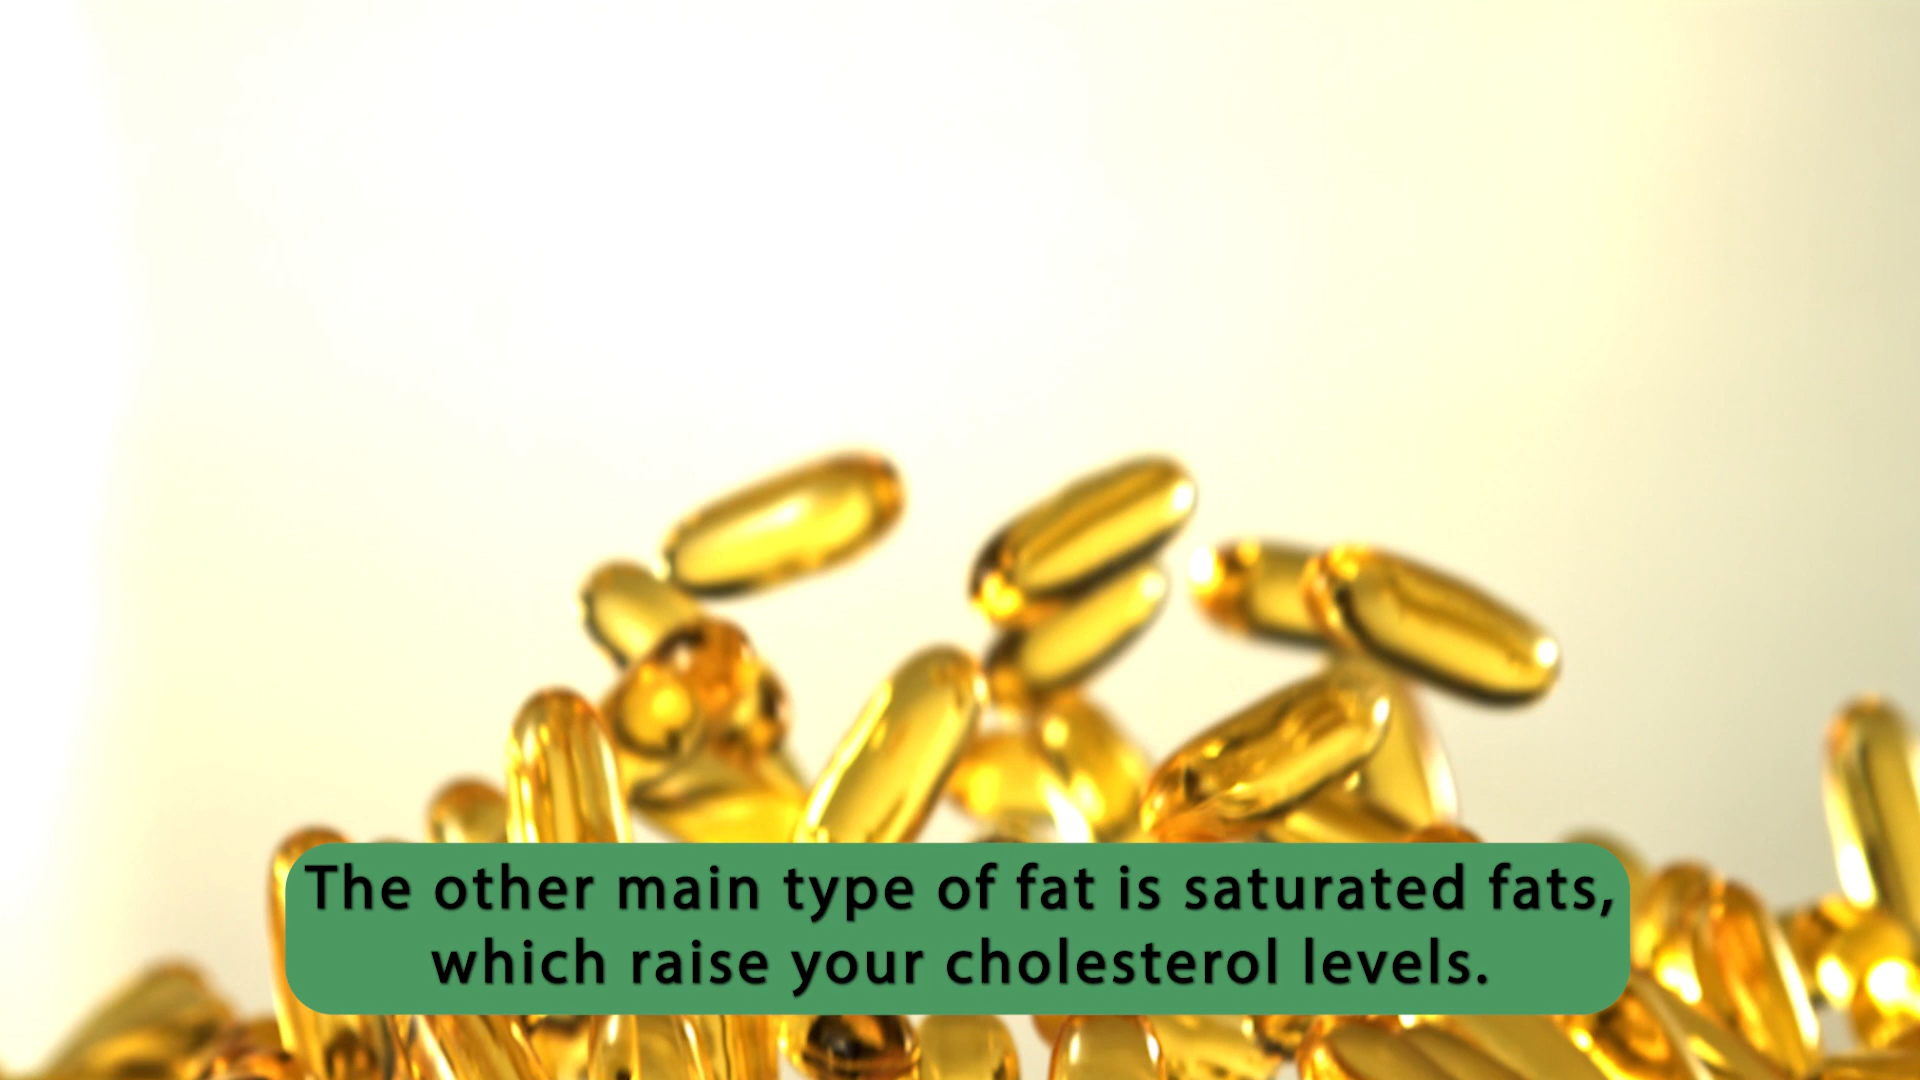 The other main type of fat is saturated fats,
which raise your cholesterol levels.